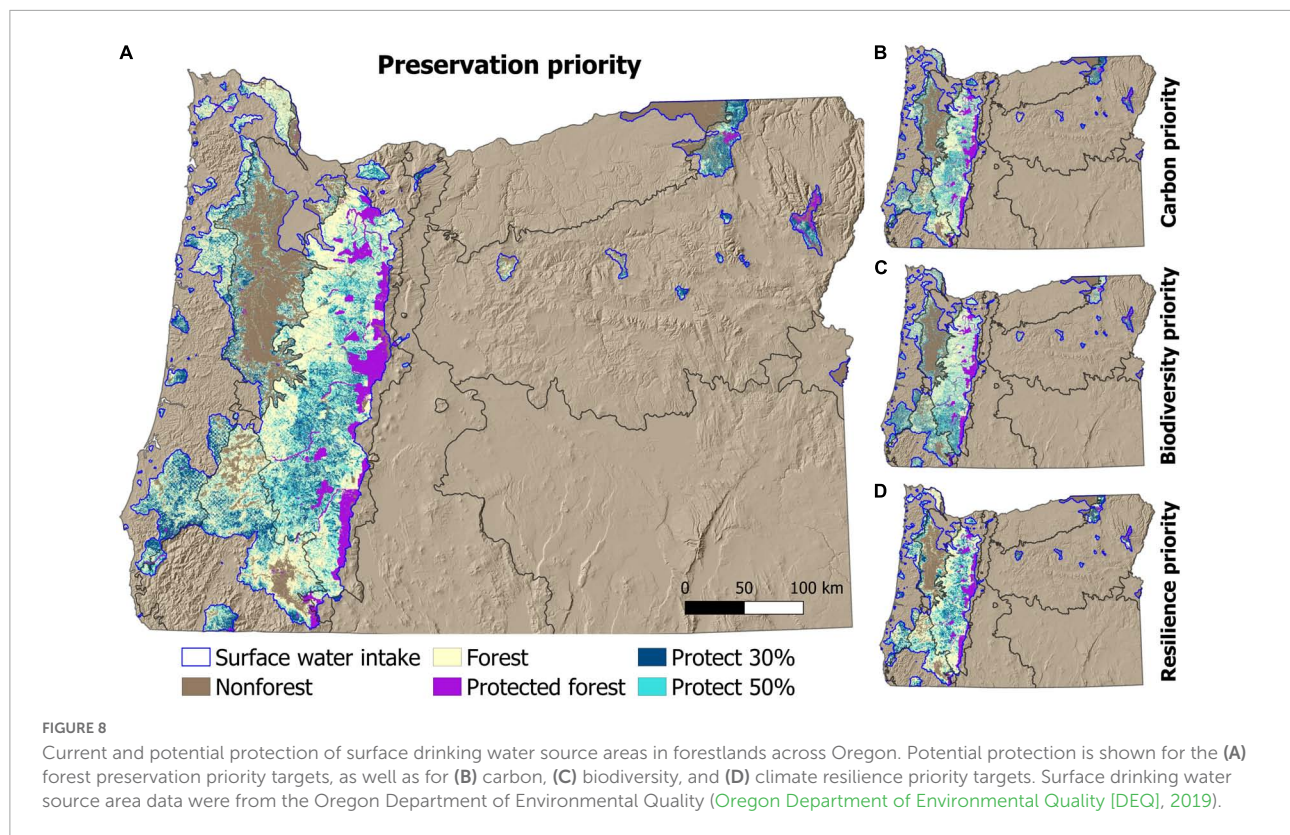 A
Preservation priority
B
Carbon priority
C
Biodiversity priority
D
Resilience priority
0 50 100 km
Surface water intake
Forest
Protect 30%
Nonforest
Protected forest
Protect 50%
FIGURE 8
Current and potential protection of surface drinking water source areas in forestlands across Oregon. Potential protection is shown for the (A)
forest preservation priority targets, as well as for (B) carbon, (C) biodiversity, and (D) climate resilience priority targets. Surface drinking water
source area data were from the Oregon Department of Environmental Quality (Oregon Department of Environmental Quality [DEQ], 2019).